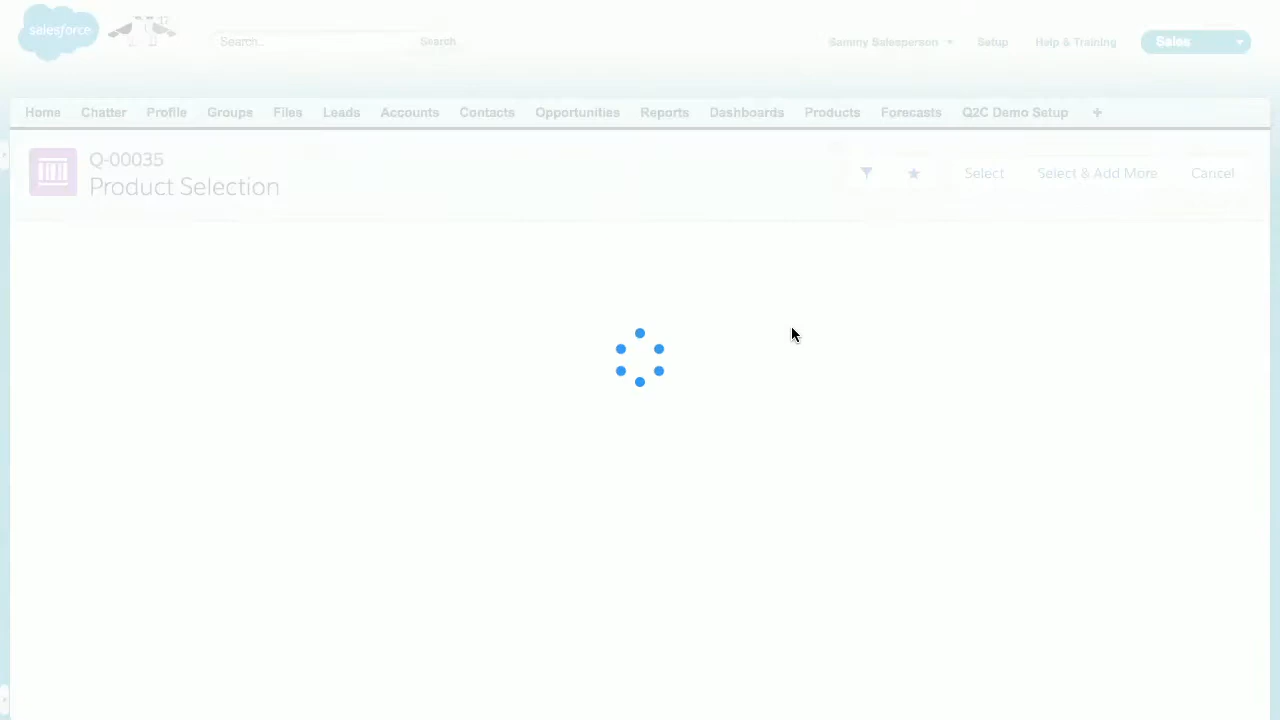 salesforce
Search... Search Sammy Salesperson Setup Help & Training Sales
Home Chatter Profile Groups Files Leads Accounts Contacts Opportunities Reports Dashboards Products Forecasts Q2C Demo Setup +
Q-00035
Product Selection
Select Select & Add More Cancel